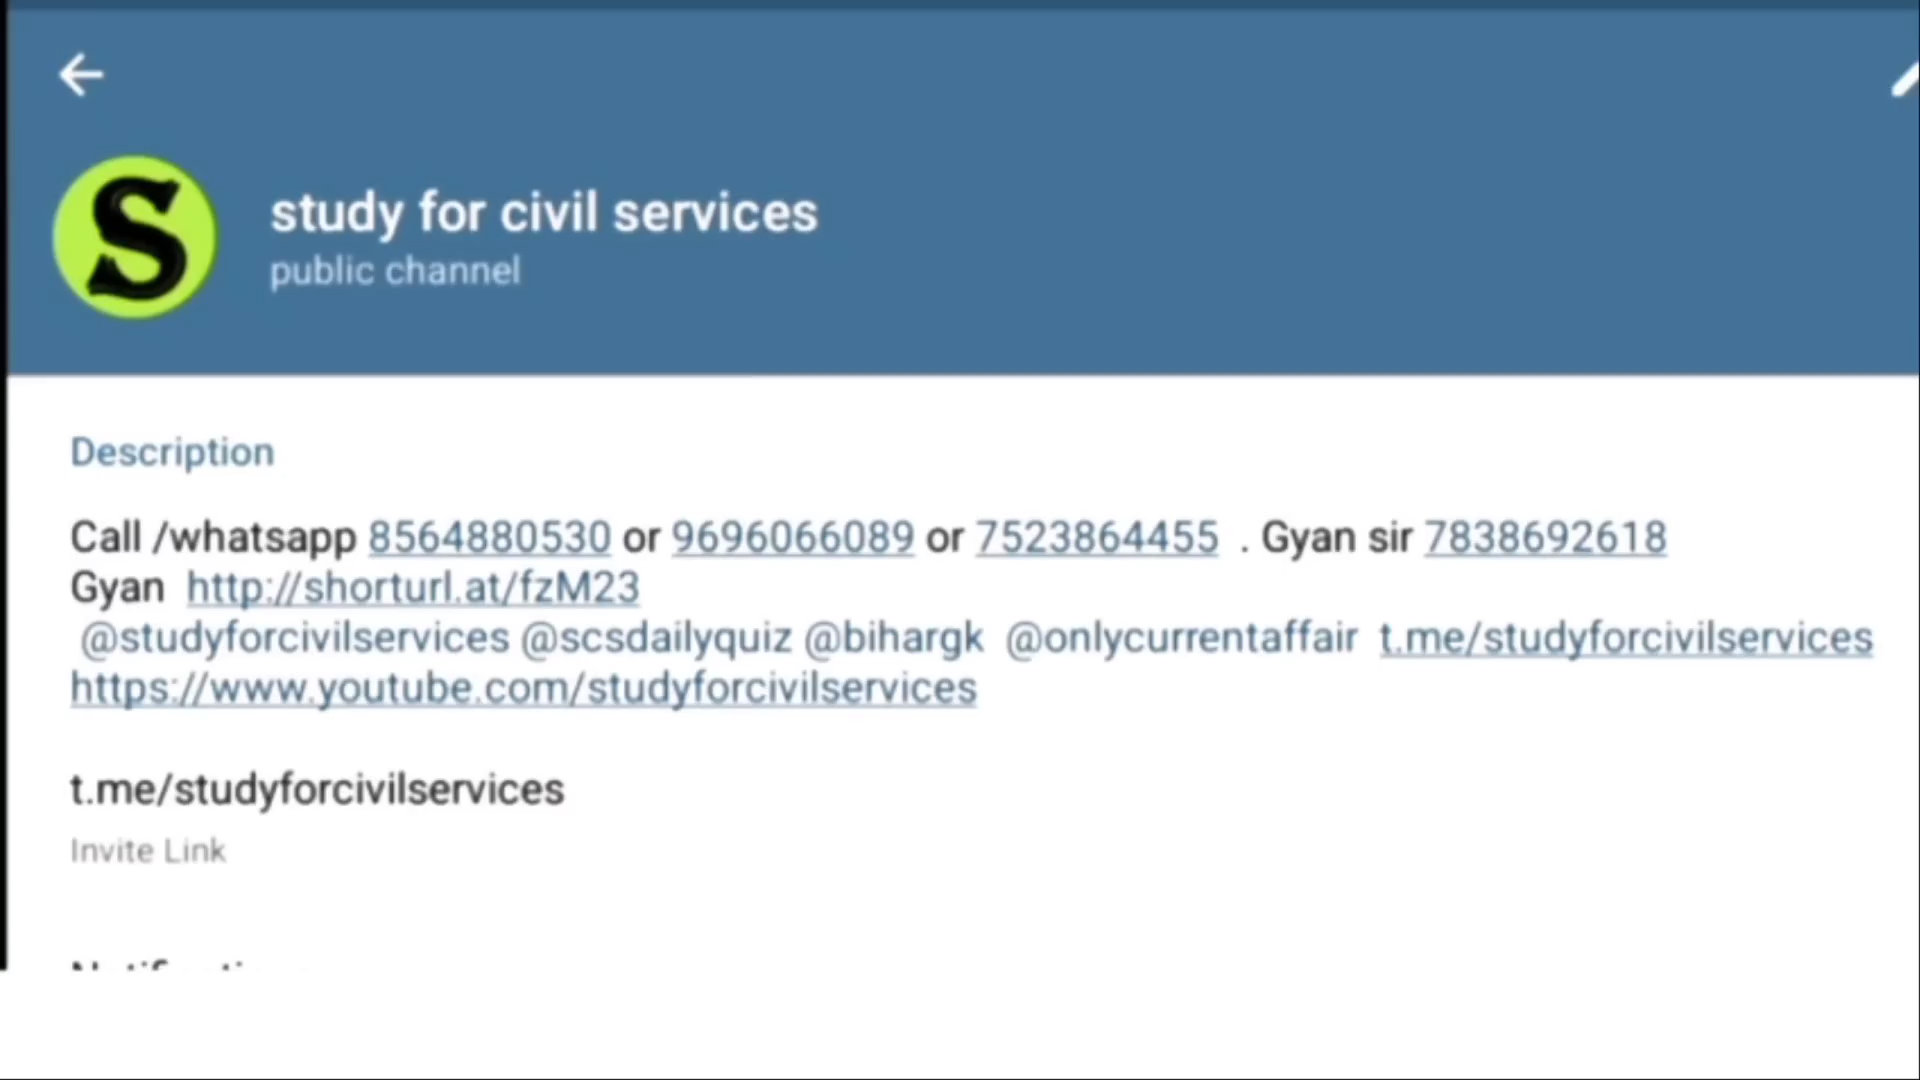 S
study for civil services
public channel
Description
Call /whatsapp 8564880530 or 9696066089 or 7523864455 . Gyan sir 7838692618
Gyan http://shorturl.at/fzM23
@studyforcivilservices @scsdailyquiz @bihargk @onlycurrentaffair t.me/studyforcivilservices
https://www.youtube.com/studyforcivilservices
t.me/studyforcivilservices
Invite Link